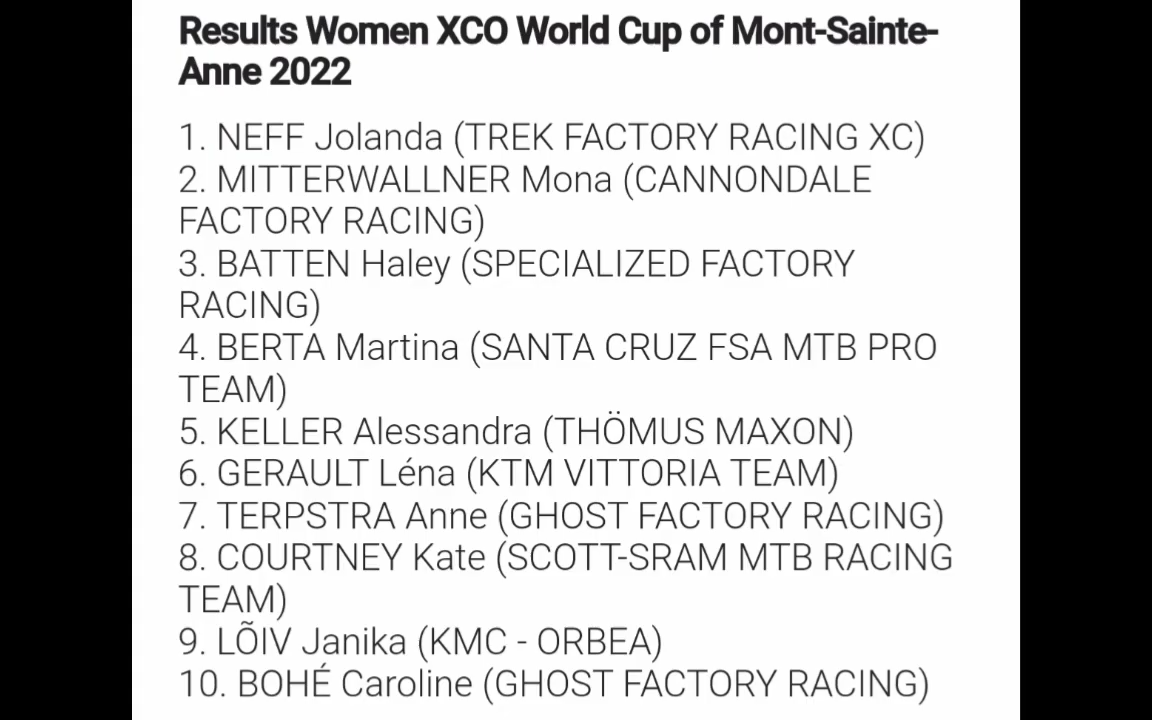 Results Women XCO World Cup of Mont-Sainte-
Anne 2022
1. NEFF Jolanda (TREK FACTORY RACING XC)
2. MITTERWALLNER Mona (CANNONDALE
FACTORY RACING)
3. BATTEN Haley (SPECIALIZED FACTORY
RACING)
4. BERTA Martina (SANTA CRUZ FSA MTB PRO
TEAM)
5. KELLER Alessandra (THÖMUS MAXON)
6. GERAULT Léna (KTM VITTORIA TEAM)
7. TERPSTRA Anne (GHOST FACTORY RACING)
8. COURTNEY Kate (SCOTT-SRAM MTB RACING
TEAM)
9. LÕIV Janika (KMC - ORBEA)
10. BOHÉ Caroline (GHOST FACTORY RACING)